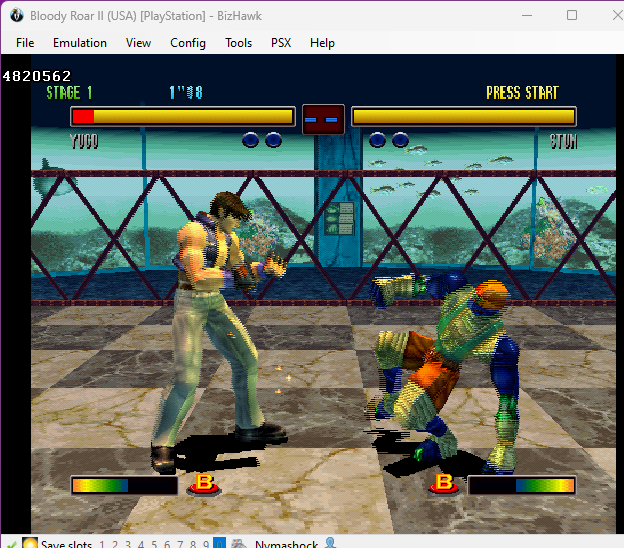 Bloody Roar II (USA) [PlayStation] - BizHawk
File Emulation View Config Tools PSX Help
4820562
STAGE 1 PRESS START
YUGO STUN
B B
Save slots 1 2 3 4 5 6 7 8 9 0 Nymashock